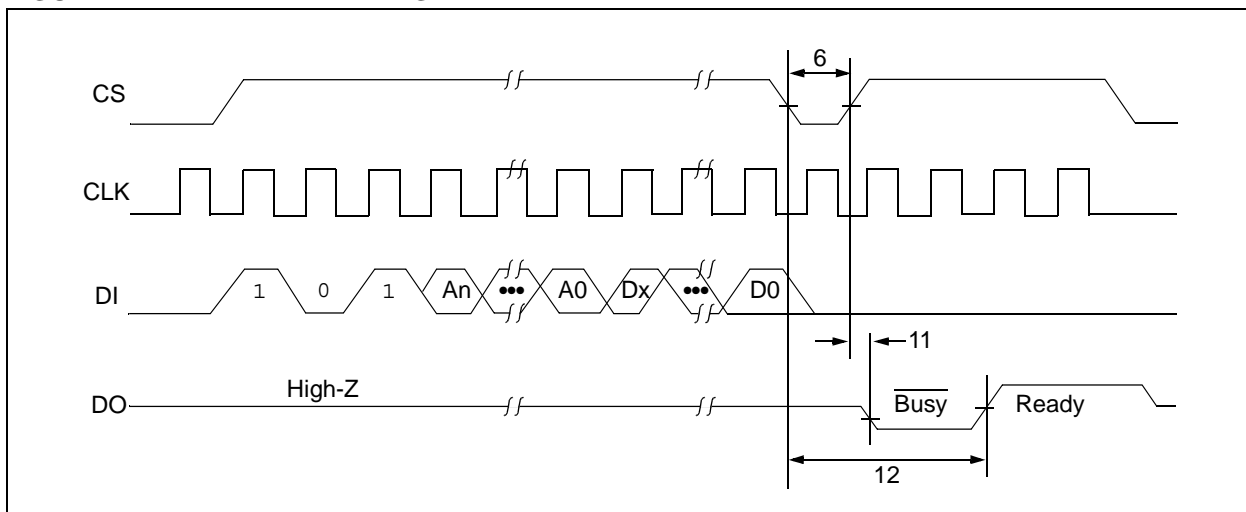 6
CS
CLK
DI 1 0 1 An ••• A0 Dx ••• D0
11
DO High-Z Busy Ready
12